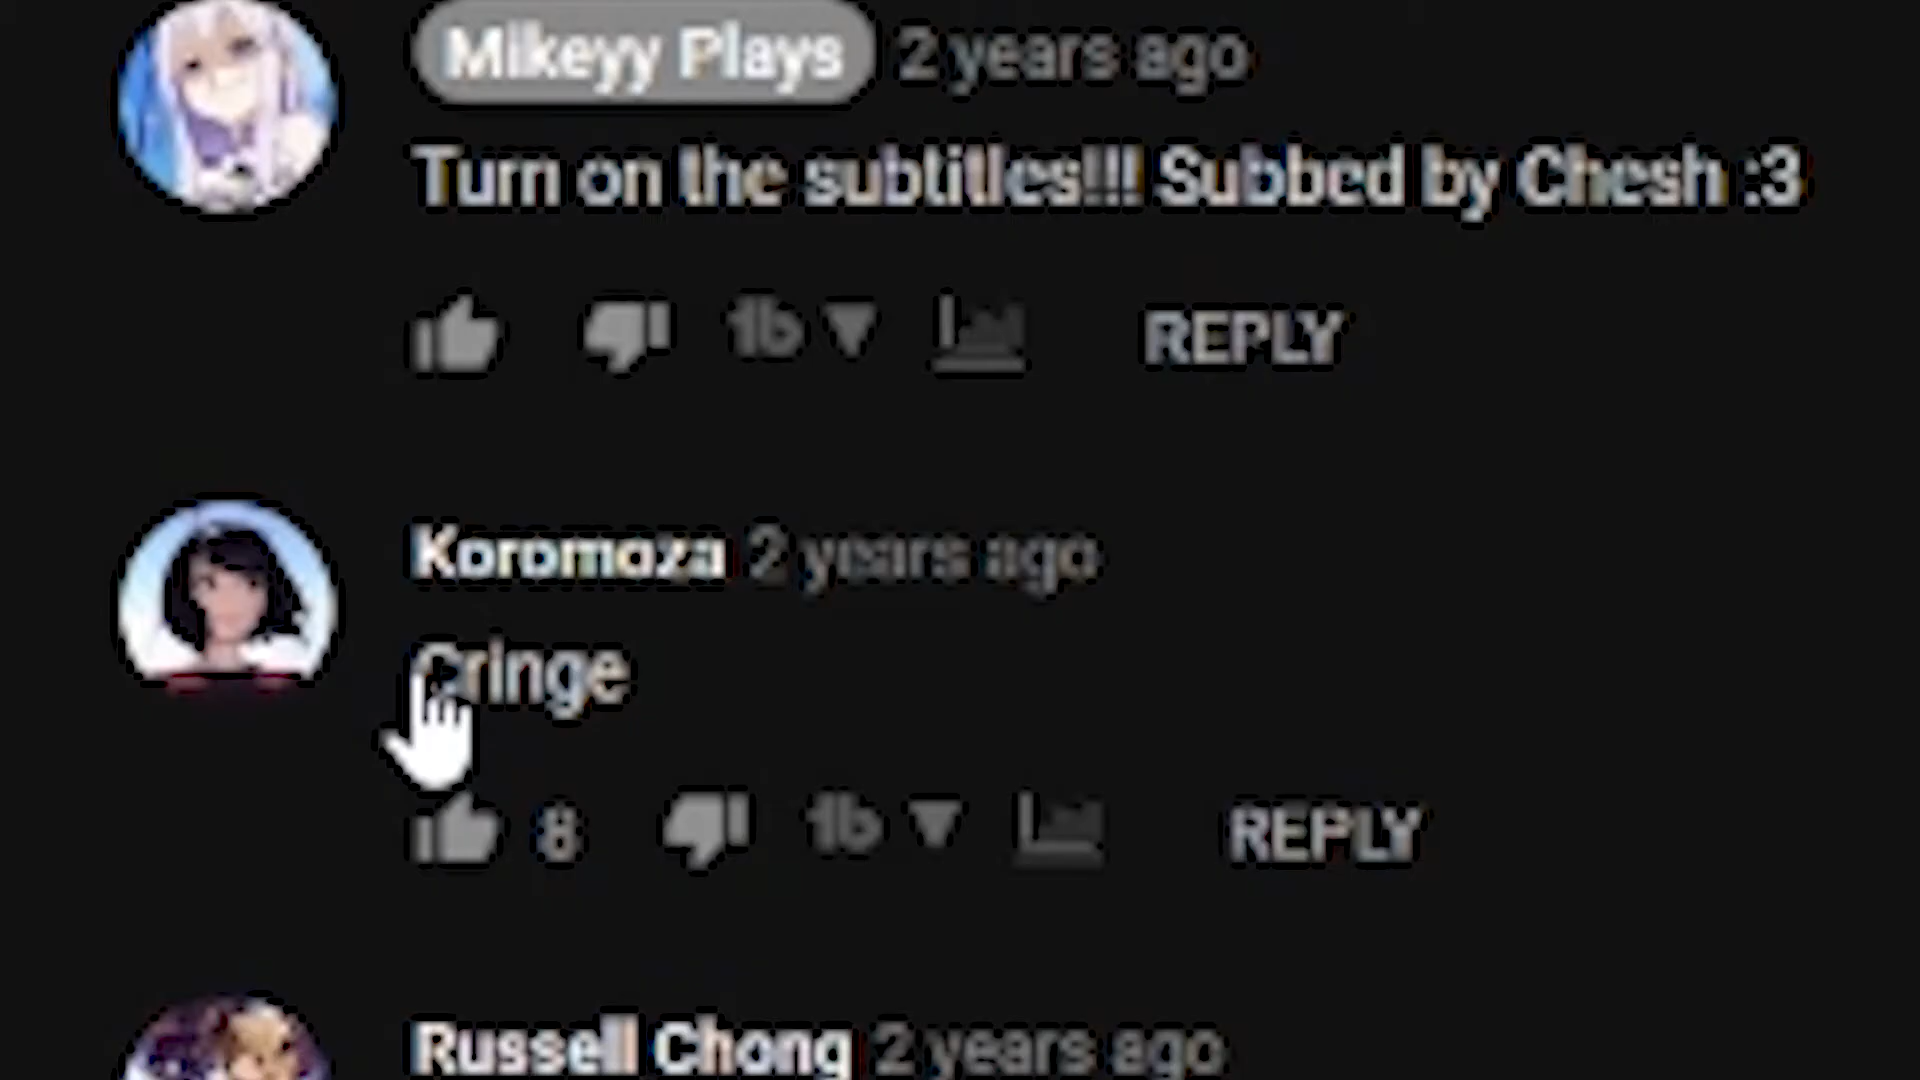 Mikeyy Plays 2 years ago
Turn on the subtitles!!! Subbed by Chesh :3
REPLY
Koromoza 2 years ago
Cringe
8 REPLY
Russell Chong 2 years ago